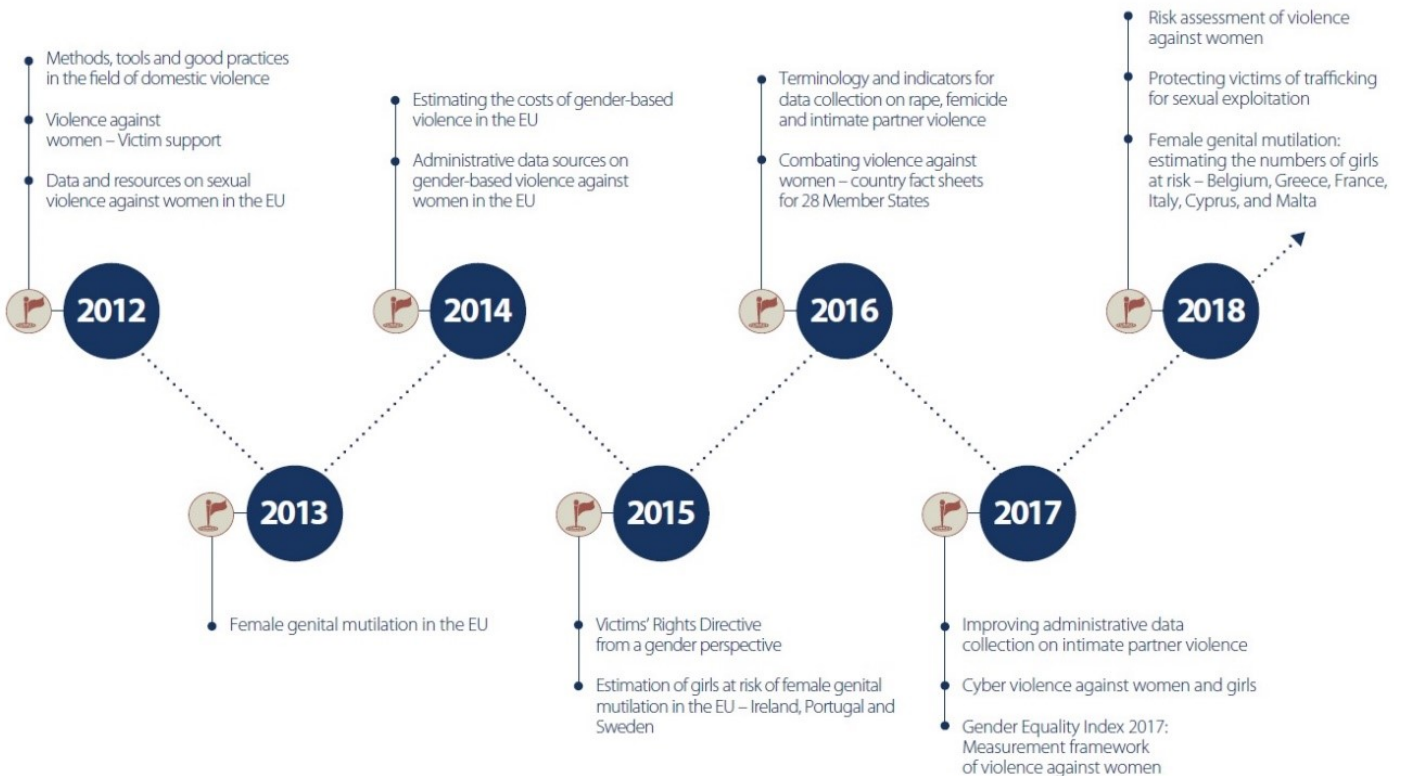 Methods, tools and good practices
in the field of domestic violence
Violence against
women – Victim support
Data and resources on sexual
violence against women in the EU
2012
Female genital mutilation in the EU
2013
Estimating the costs of gender-based
violence in the EU
Administrative data sources on
gender-based violence against
women in the EU
2014
Victims' Rights Directive
from a gender perspective
Estimation of girls at risk of female genital
mutilation in the EU – Ireland, Portugal and
Sweden
2015
Terminology and indicators for
data collection on rape, femicide
and intimate partner violence
Combating violence against
women – country fact sheets
for 28 Member States
2016
Improving administrative data
collection on intimate partner violence
Cyber violence against women and girls
Gender Equality Index 2017:
Measurement framework
of violence against women
2017
Risk assessment of violence
against women
Protecting victims of trafficking
for sexual exploitation
Female genital mutilation:
estimating the numbers of girls
at risk – Belgium, Greece, France,
Italy, Cyprus, and Malta
2018